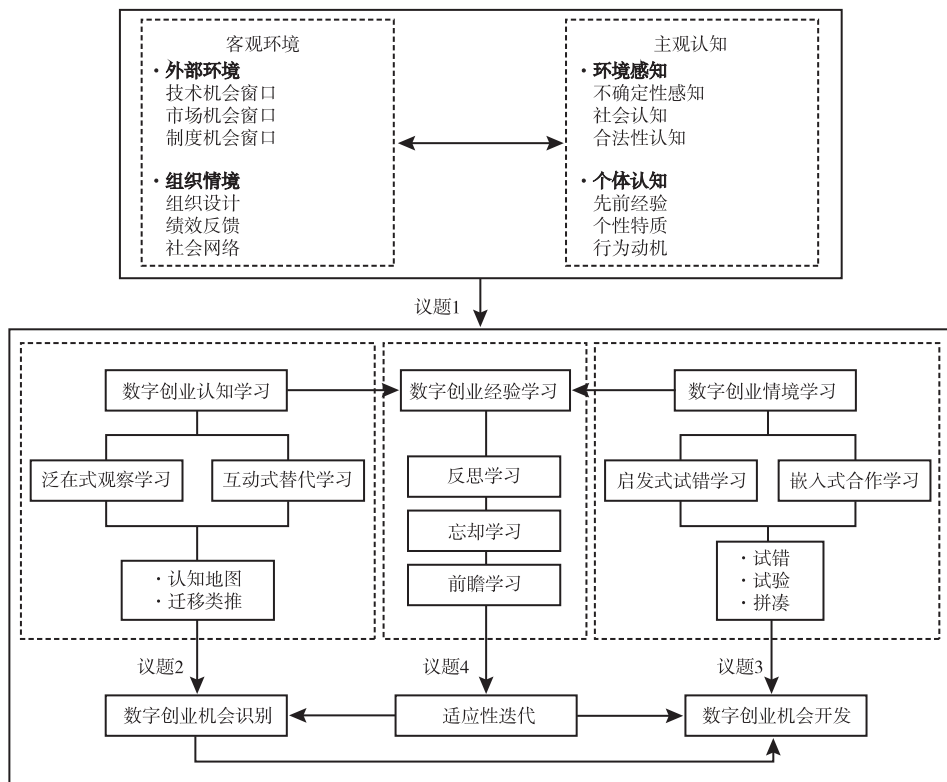 客观环境
· 外部环境
技术机会窗口
市场机会窗口
制度机会窗口
· 组织情境
组织设计
绩效反馈
社会网络
主观认知
· 环境感知
不确定性感知
社会认知
合法性认知
· 个体认知
先前经验
个性特质
行为动机
议题1
数字创业认知学习
数字创业经验学习
数字创业情境学习
泛在式观察学习
互动式替代学习
反思学习
忘却学习
前瞻学习
启发式试错学习
嵌入式合作学习
· 认知地图
· 迁移类推
· 试错
· 试验
· 拼凑
议题2
议题4
议题3
数字创业机会识别
适应性迭代
数字创业机会开发